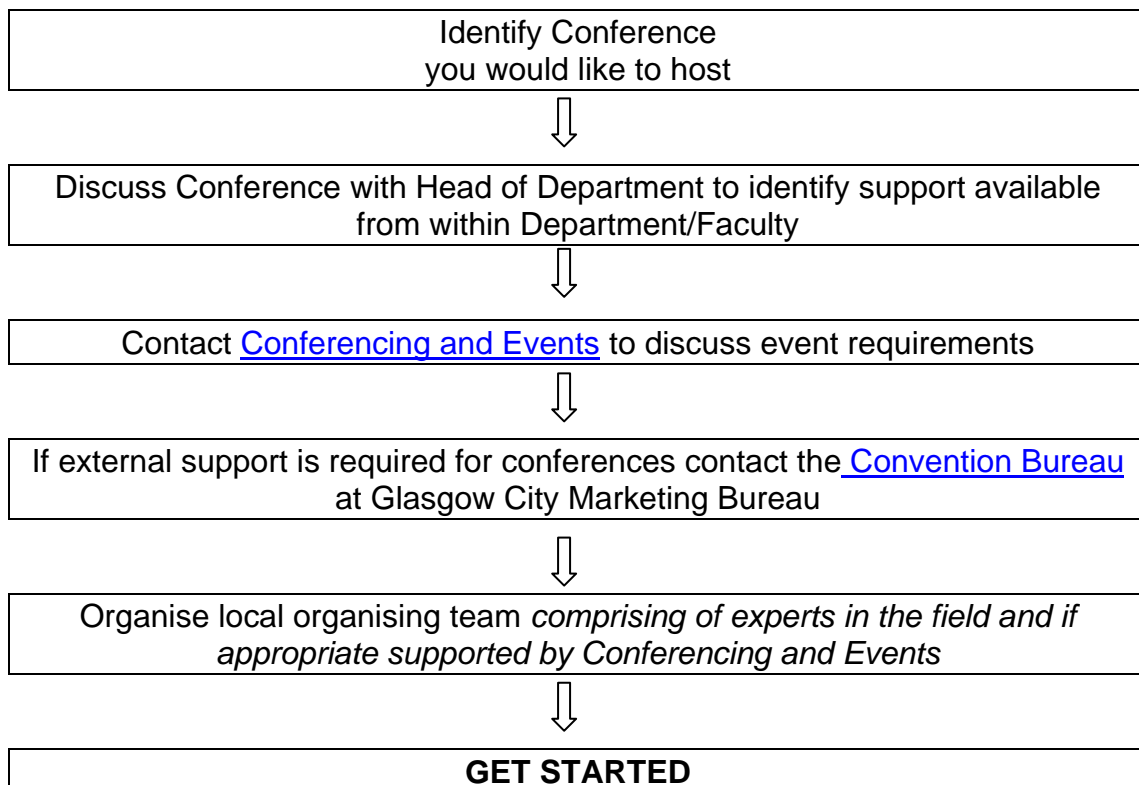 Identify Conference
you would like to host
Discuss Conference with Head of Department to identify support available
from within Department/Faculty
Contact Conferencing and Events to discuss event requirements
If external support is required for conferences contact the Convention Bureau
at Glasgow City Marketing Bureau
Organise local organising team comprising of experts in the field and if
appropriate supported by Conferencing and Events
GET STARTED